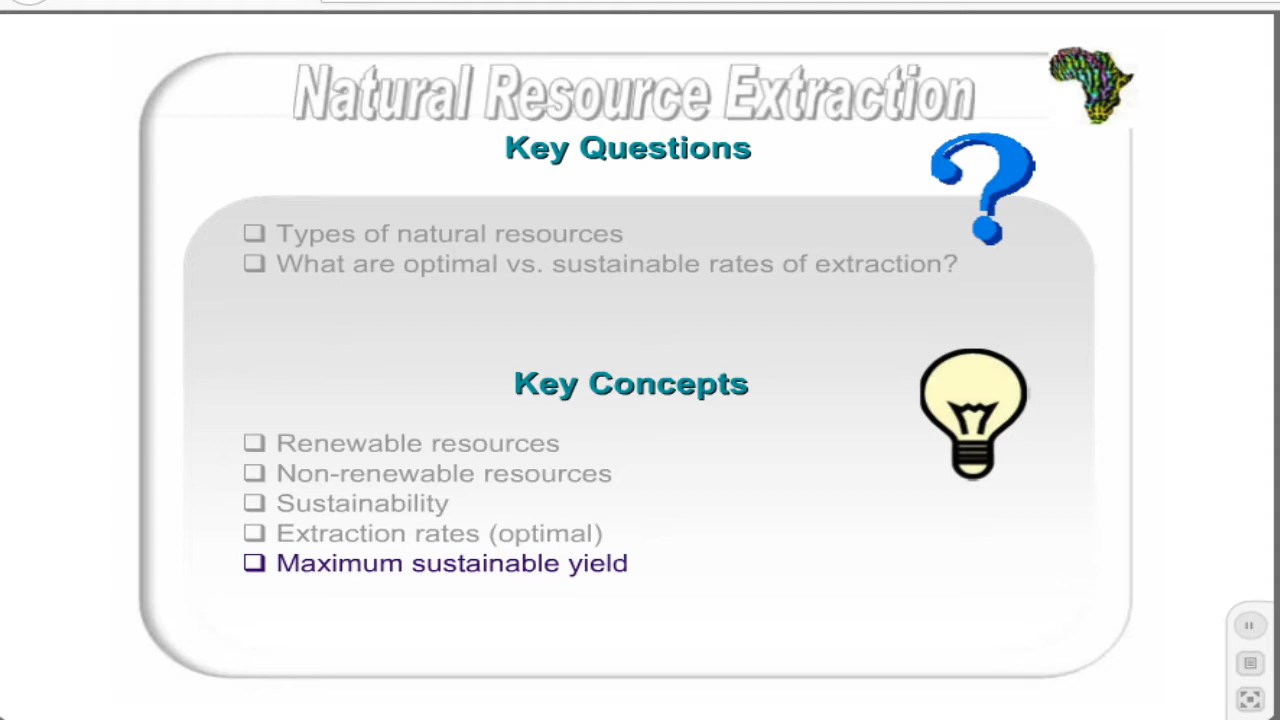 Natural Resource Extraction
Key Questions
❑ Types of natural resources
❑ What are optimal vs. sustainable rates of extraction?
Key Concepts
❑ Renewable resources
❑ Non-renewable resources
❑ Sustainability
❑ Extraction rates (optimal)
❑ Maximum sustainable yield